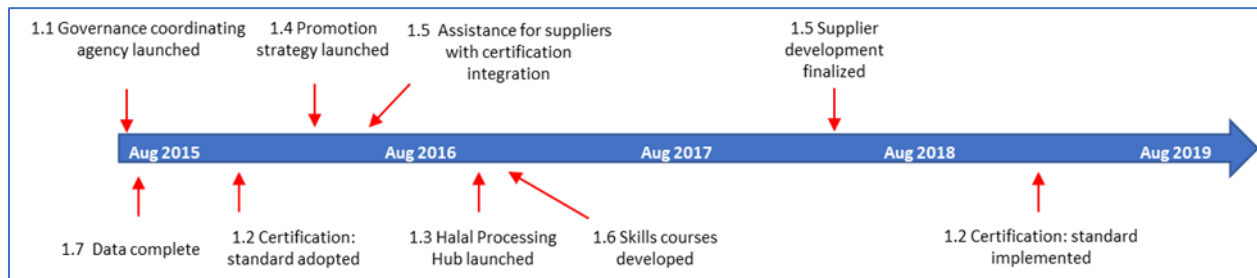 1.1 Governance coordinating
agency launched
1.4 Promotion
strategy launched
1.5 Assistance for suppliers
with certification
integration
1.5 Supplier
development
finalized
Aug 2015
Aug 2016
Aug 2017
Aug 2018
Aug 2019
1.7 Data complete
1.2 Certification:
standard adopted
1.3 Halal Processing
Hub launched
1.6 Skills courses
developed
1.2 Certification: standard
implemented